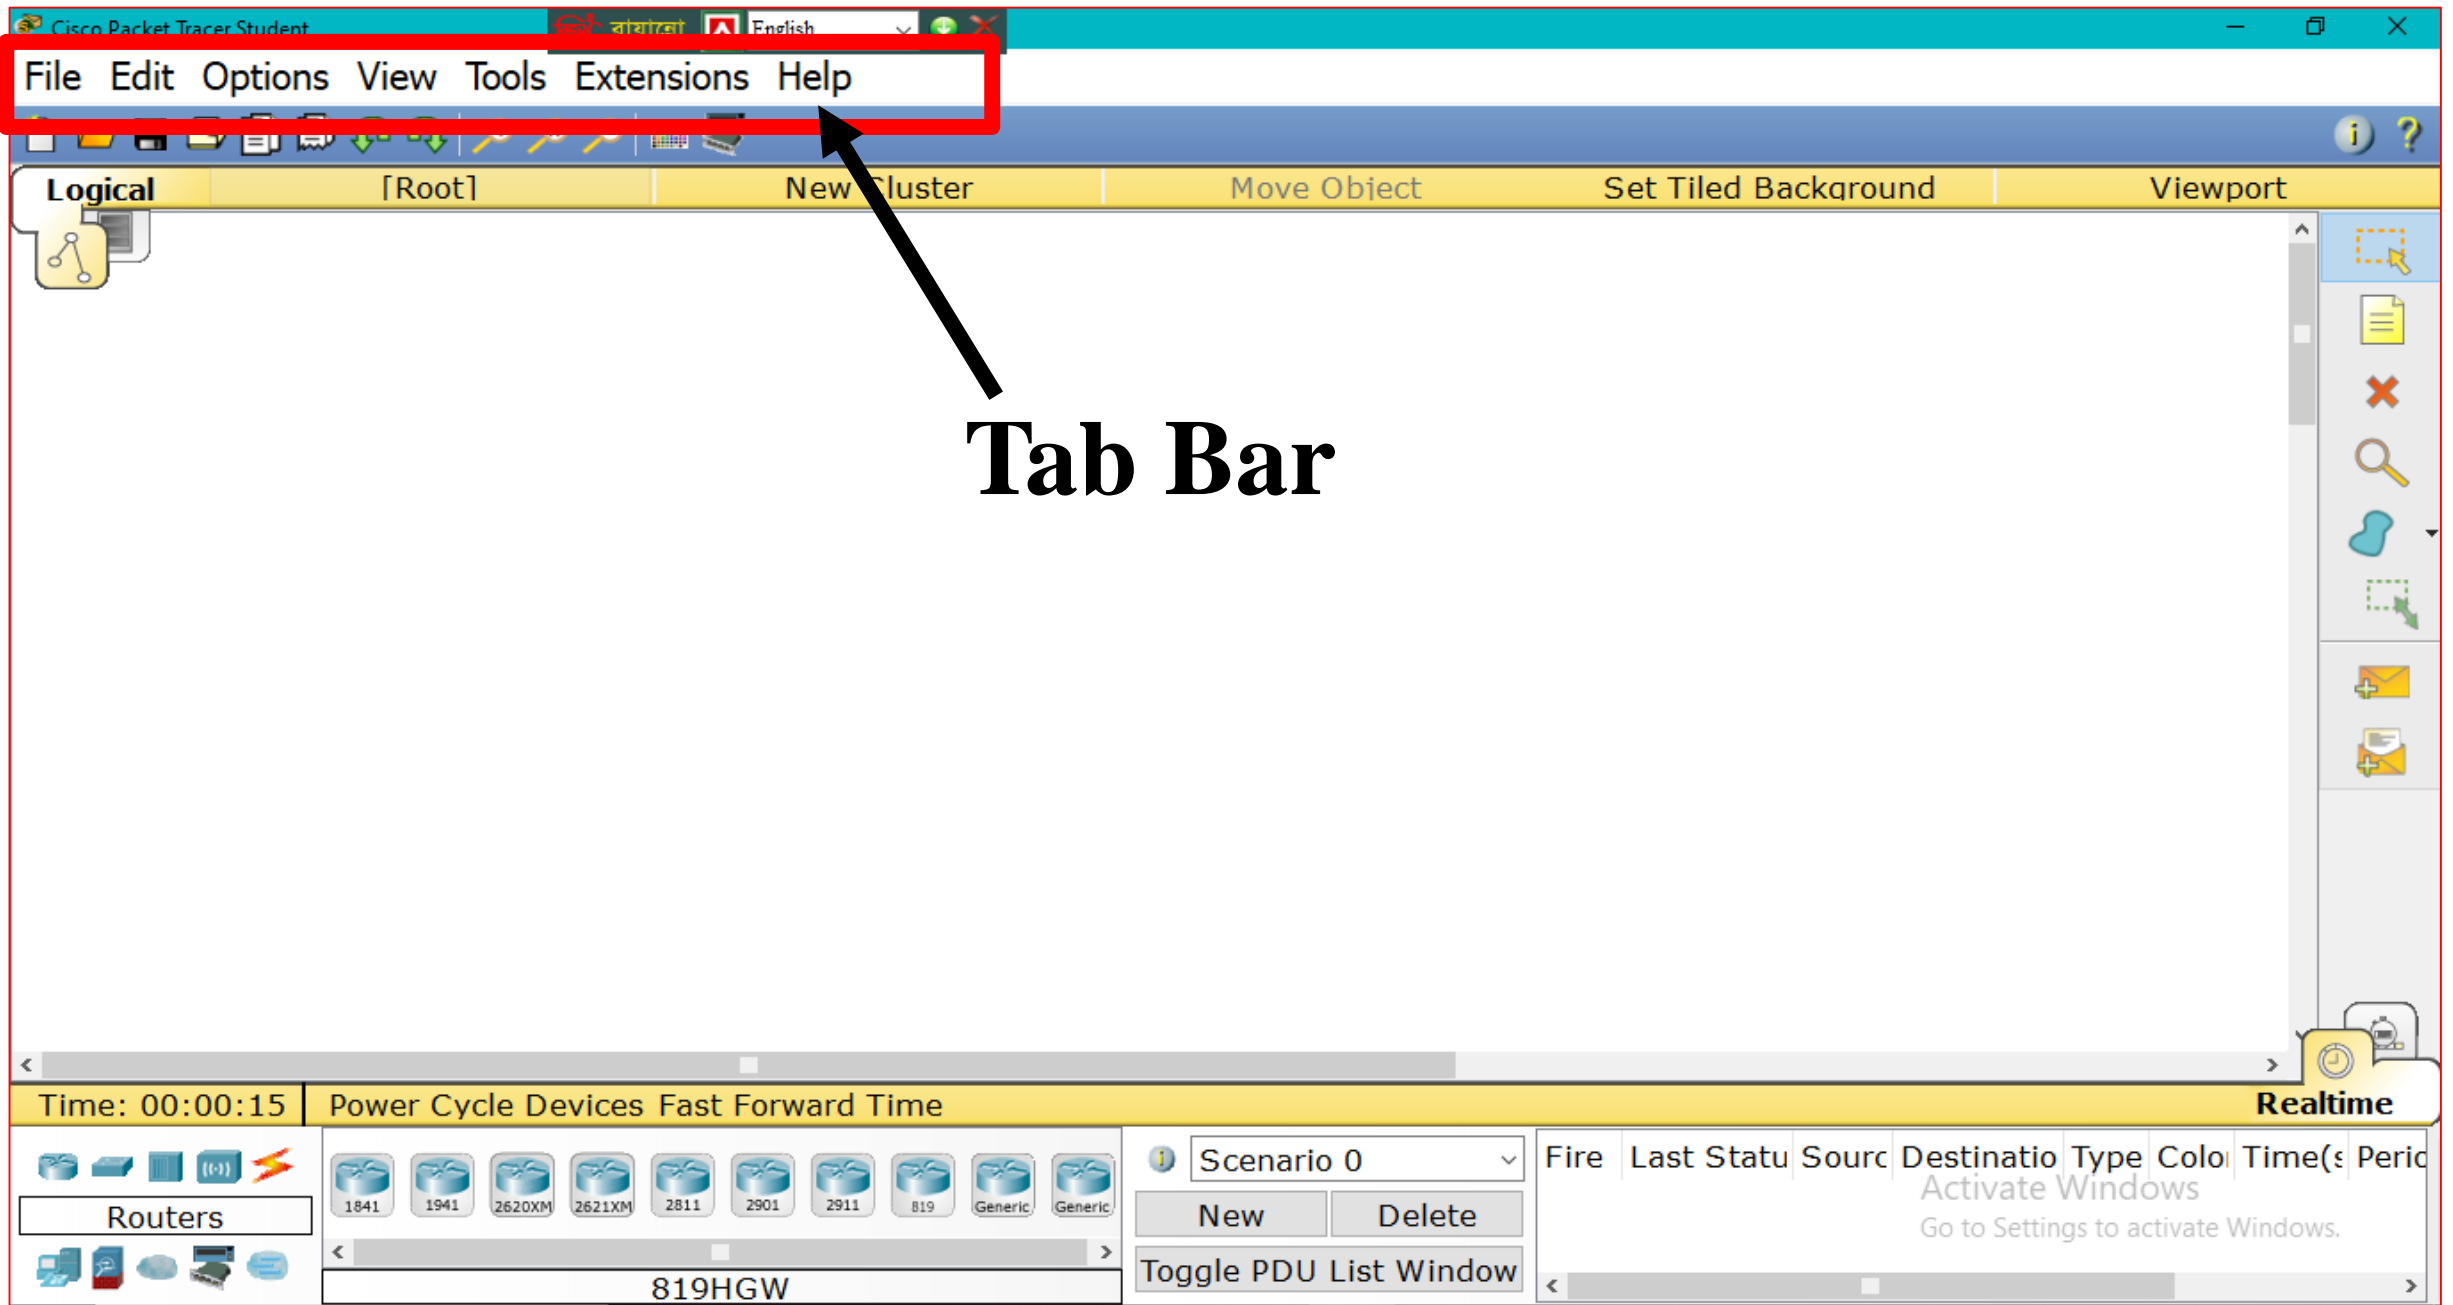 Cisco Packet Tracer Student
বায়ান্নো English
File Edit Options View Tools Extensions Help
Logical [Root] New Cluster Move Object Set Tiled Background Viewport
Tab Bar
Time: 00:00:15 Power Cycle Devices Fast Forward Time Realtime
Routers
1841 1941 2620XM 2621XM 2811 2901 2911 819 Generic Generic
819HGW
Scenario 0
New Delete
Toggle PDU List Window
Fire Last Statu Sourc Destinatio Type Colo Time(s Peric
Activate Windows
Go to Settings to activate Windows.